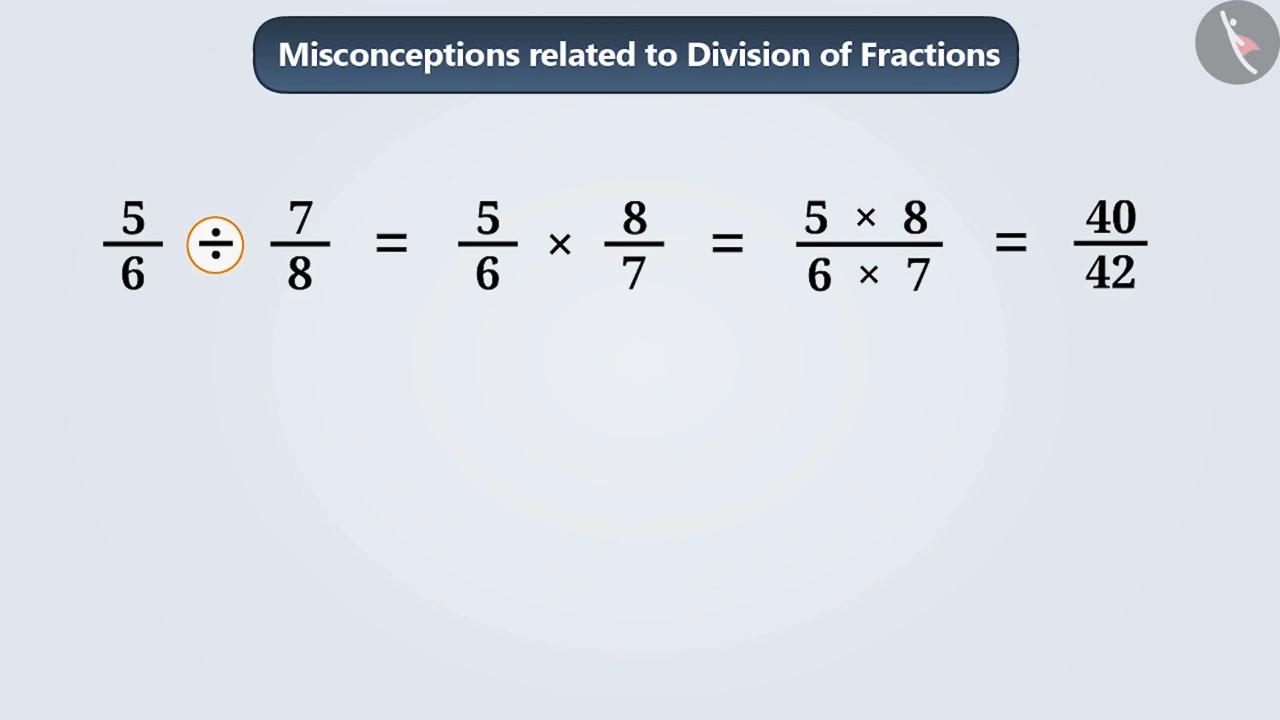 Misconceptions related to Division of Fractions
5/6 ÷ 7/8 = 5/6 × 8/7 = 5 × 8/6 × 7 = 40/42